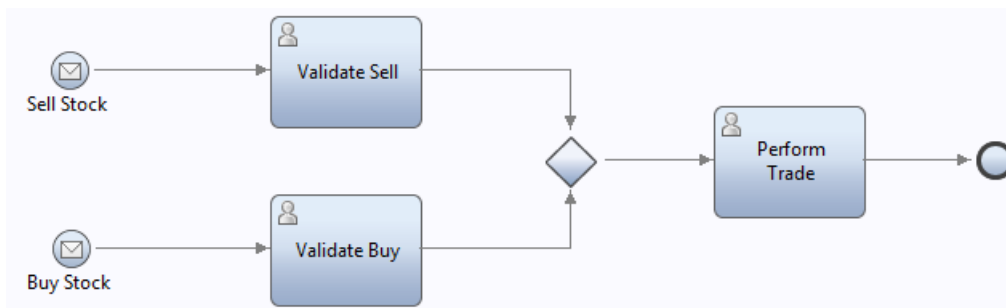 Validate Sell
Sell Stock
Perform
Trade
Validate Buy
Buy Stock